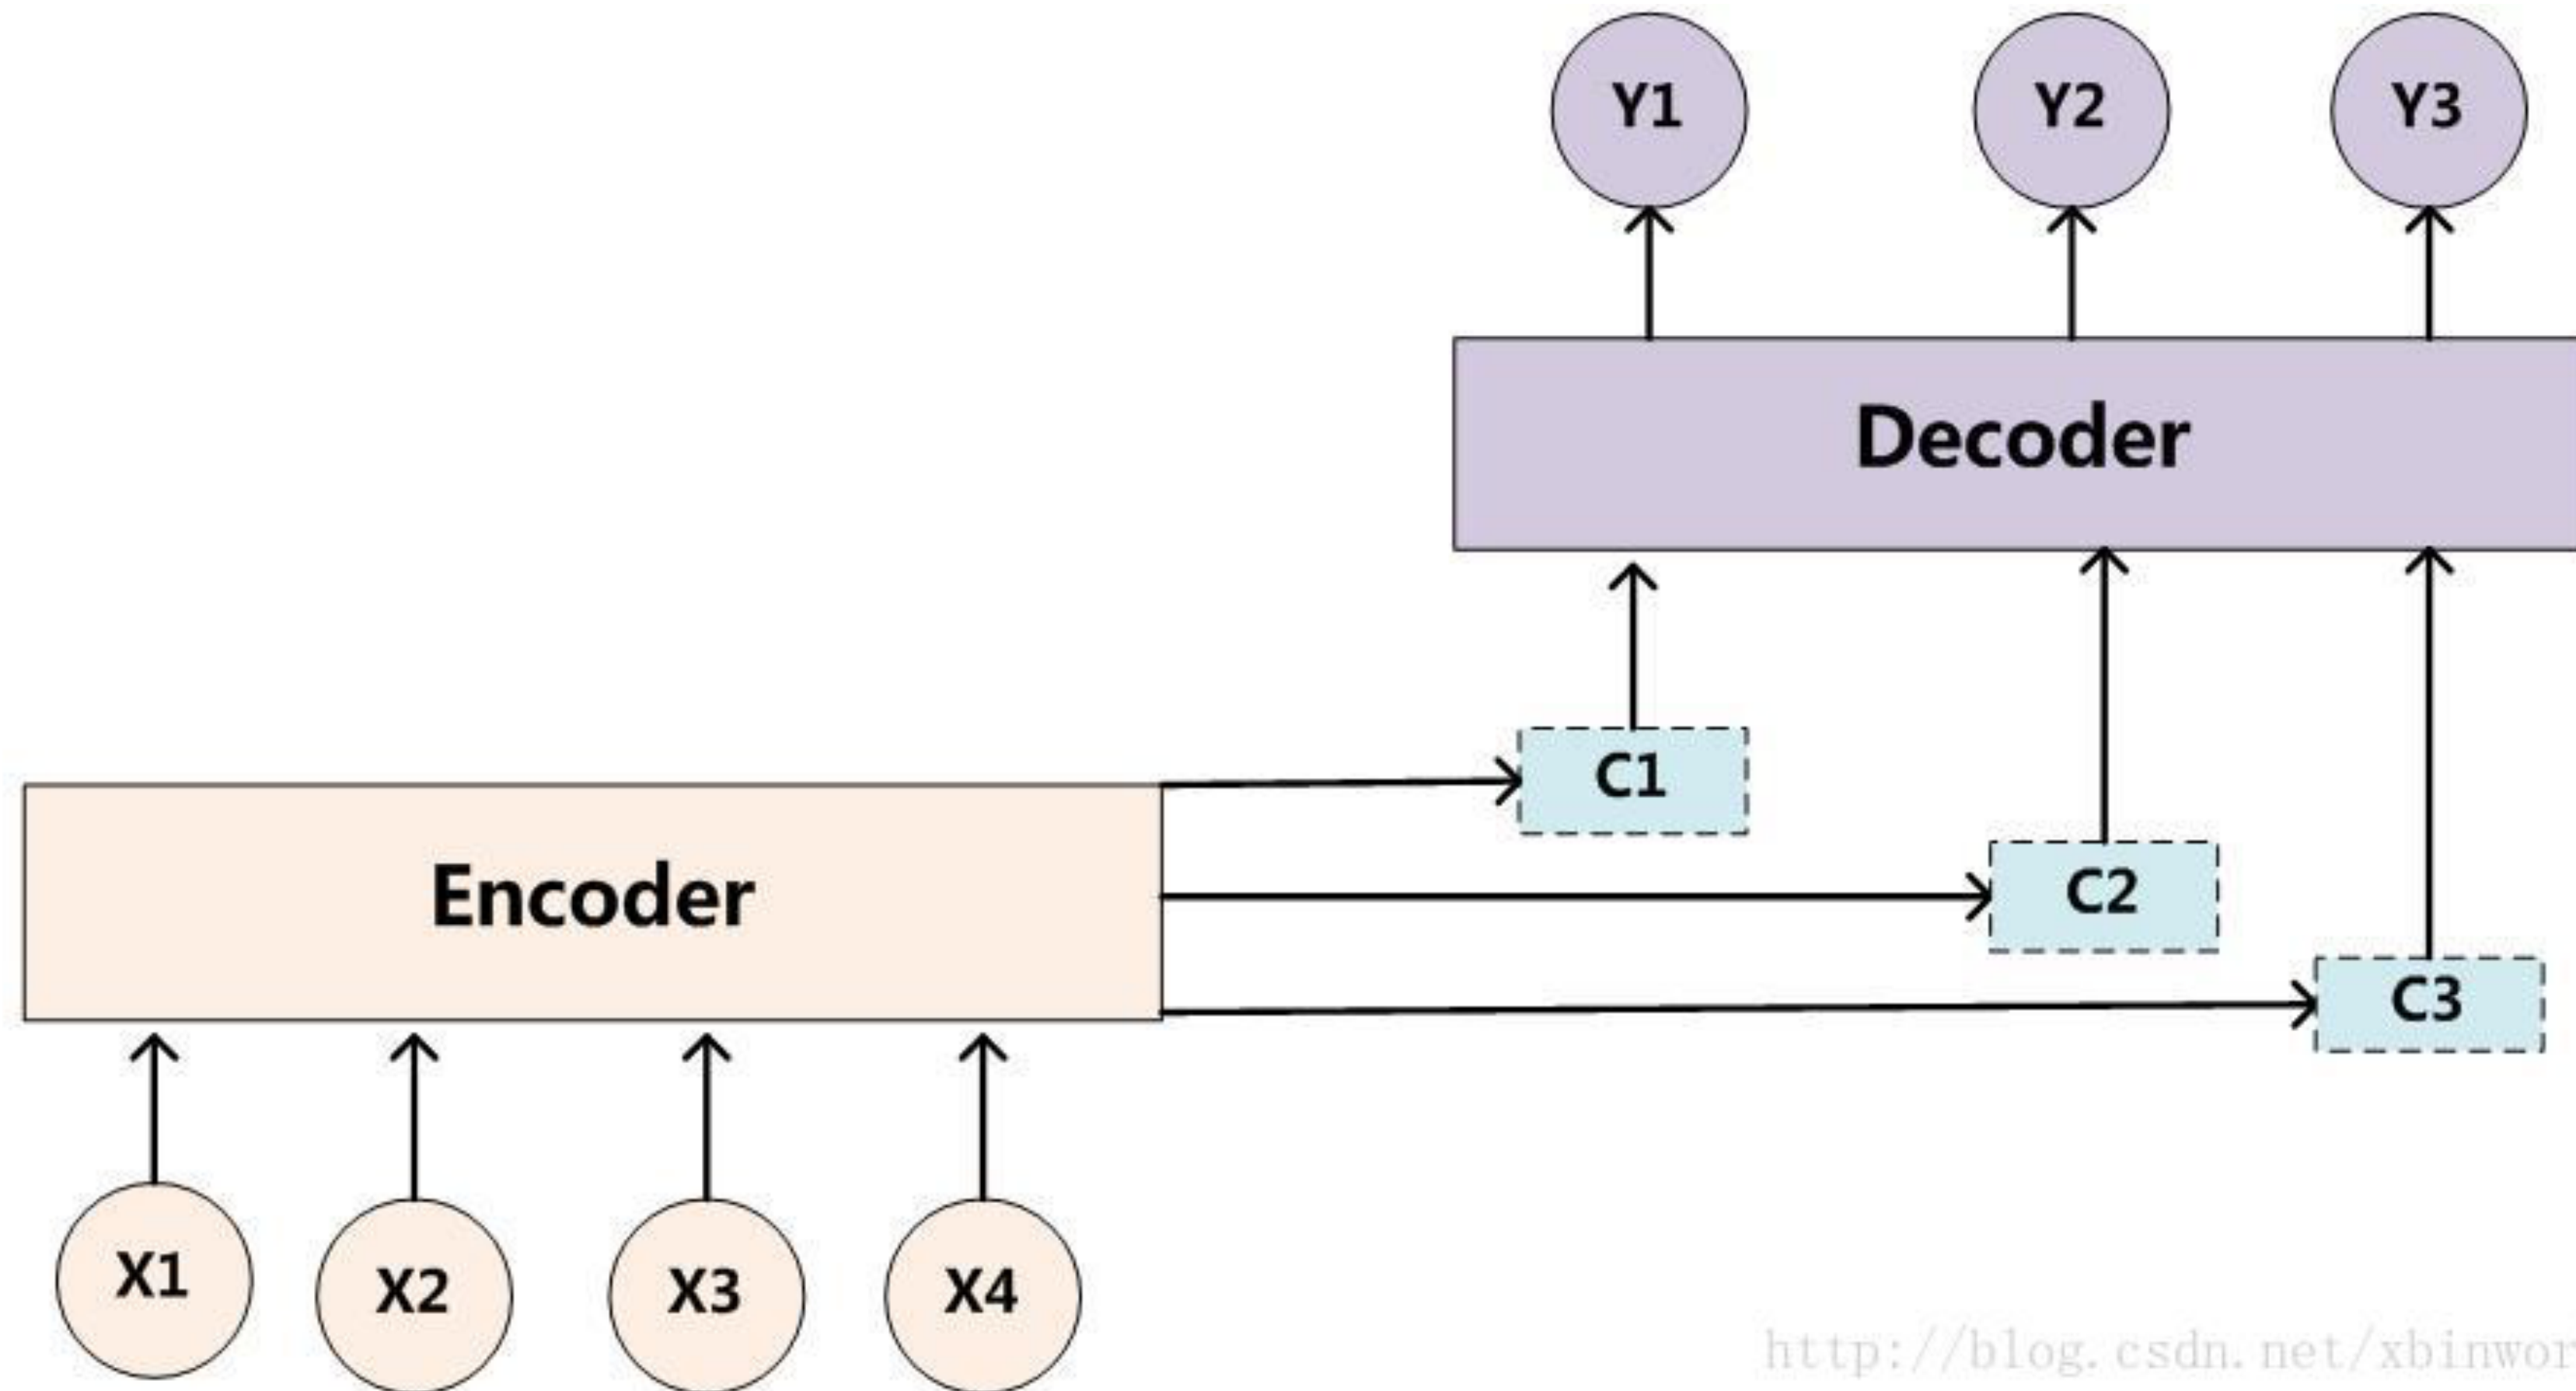 Y1 Y2 Y3
Decoder
C1
Encoder
C2
C3
X1 X2 X3 X4
http://blog.csdn.net/xbinwor